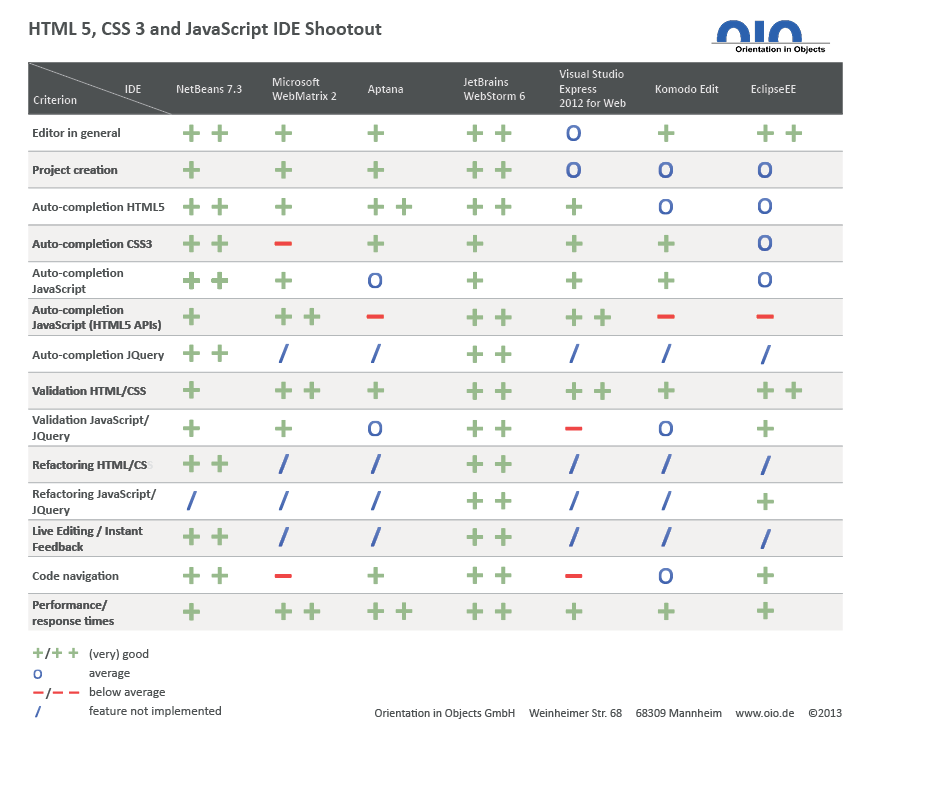 HTML 5, CSS 3 and JavaScript IDE Shootout
OIO
Orientation in Objects
IDE
Criterion
NetBeans 7.3
Microsoft
WebMatrix 2
Aptana
JetBrains
WebStorm 6
Visual Studio
Express
2012 for Web
Komodo Edit
EclipseEE
Editor in general + + + + + + O + + +
Project creation + + + + + O O O
Auto-completion HTML5 + + + + + + + + O O
Auto-completion CSS3 + + − + + + + O
Auto-completion
JavaScript + + + O + + + O
Auto-completion
JavaScript (HTML5 APIs) + + + − + + + + − −
Auto-completion JQuery + + / / + + / / /
Validation HTML/CSS + + + + + + + + + + +
Validation JavaScript/
JQuery + + O + + − O +
Refactoring HTML/CS + + / / + + / / /
Refactoring JavaScript/
JQuery / / / + + / / +
Live Editing / Instant
Feedback + + / / + + / / /
Code navigation + + − + + + − O +
Performance/
response times + + + + + + + + + +
+/+ + (very) good
O average
−/− − below average
/ feature not implemented
Orientation in Objects GmbH Weinheimer Str. 68 68309 Mannheim www.oio.de ©2013